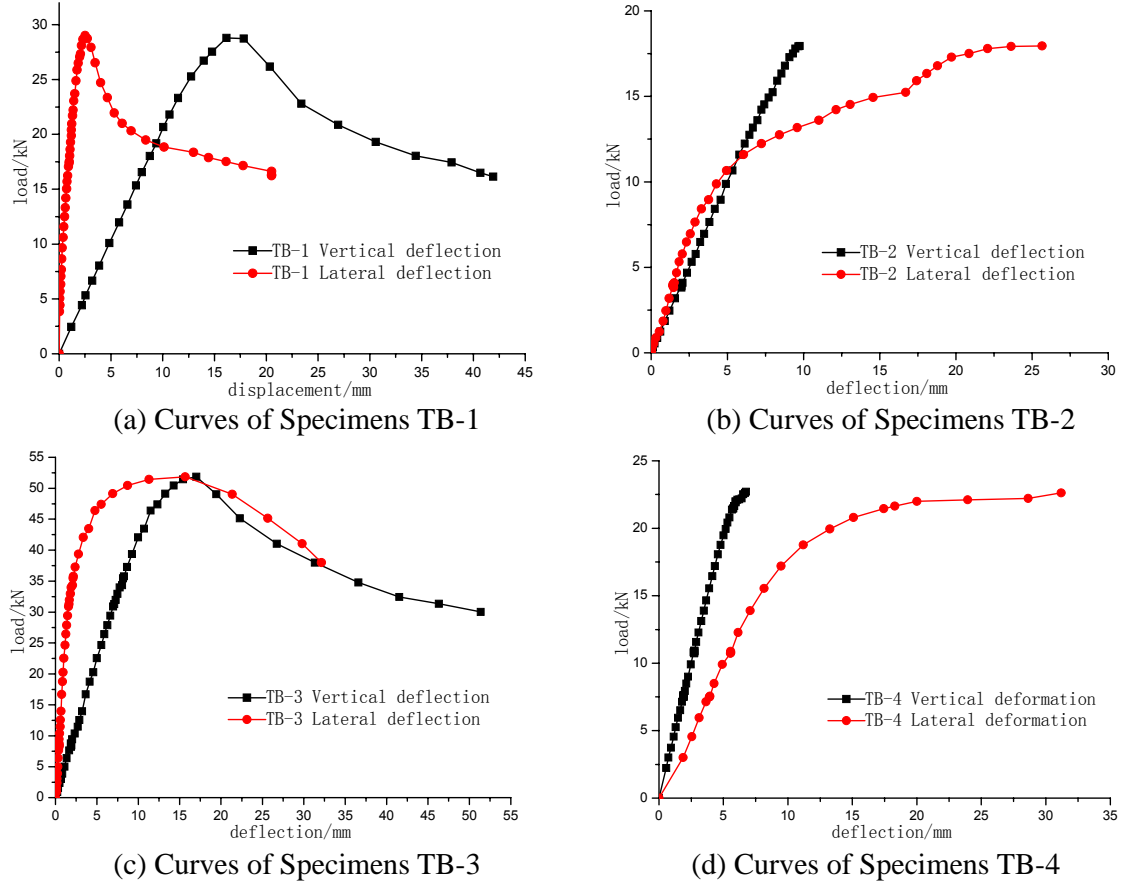 30
25
20
15
10
5
0
load/kN
TB-1 Vertical deflection
TB-1 Lateral deflection
0 5 10 15 20 25 30 35 40 45
displacement/mm
(a) Curves of Specimens TB-1
20
15
10
5
0
load/kN
TB-2 Vertical deflection
TB-2 Lateral deflection
0 5 10 15 20 25 30
deflection/mm
(b) Curves of Specimens TB-2
55
50
45
40
35
30
25
20
15
10
5
0
load/kN
TB-3 Vertical deflection
TB-3 Lateral deflection
0 5 10 15 20 25 30 35 40 45 50 55
deflection/mm
(c) Curves of Specimens TB-3
25
20
15
10
5
0
load/kN
TB-4 Vertical deformation
TB-4 Lateral deformation
0 5 10 15 20 25 30 35
deflection/mm
(d) Curves of Specimens TB-4